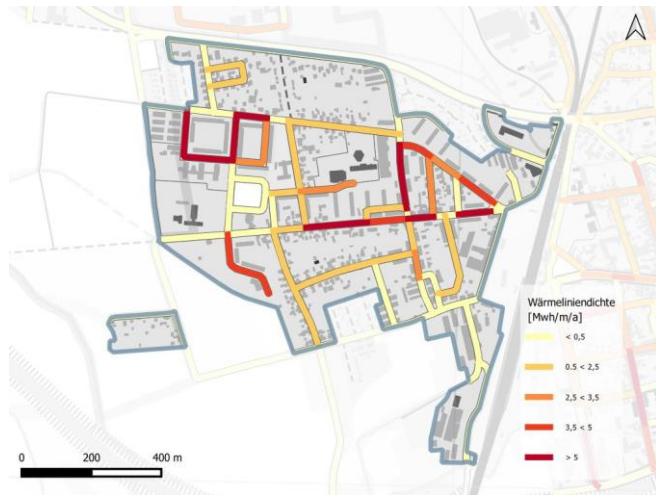 Wärmeliniendichte
[Mwh/m/a]
< 0,5
0.5 < 2,5
2,5 < 3,5
3,5 < 5
> 5
0 200 400 m